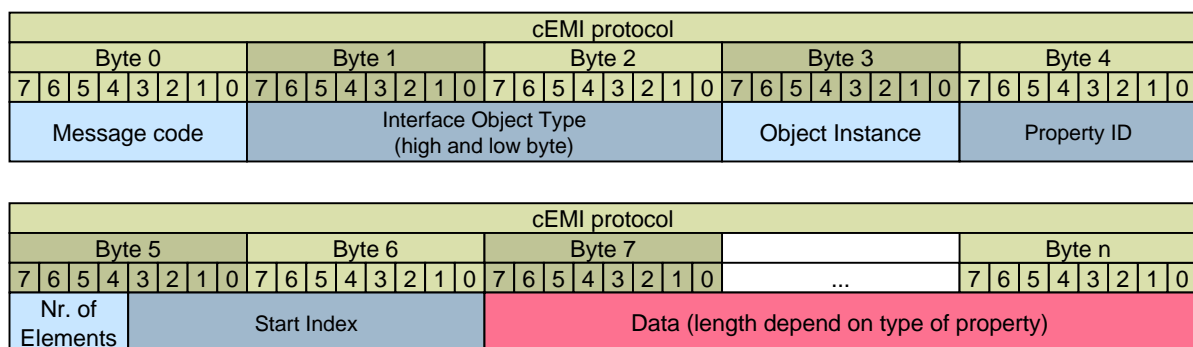 cEMI protocol
Byte 0 Byte 1 Byte 2 Byte 3 Byte 4
7 6 5 4 3 2 1 0 7 6 5 4 3 2 1 0 7 6 5 4 3 2 1 0 7 6 5 4 3 2 1 0 7 6 5 4 3 2 1 0
Message code Interface Object Type Object Instance Property ID
(high and low byte)
cEMI protocol
Byte 5 Byte 6 Byte 7 Byte n
7 6 5 4 3 2 1 0 7 6 5 4 3 2 1 0 7 6 5 4 3 2 1 0 ... 7 6 5 4 3 2 1 0
Nr. of
Elements Start Index Data (length depend on type of property)